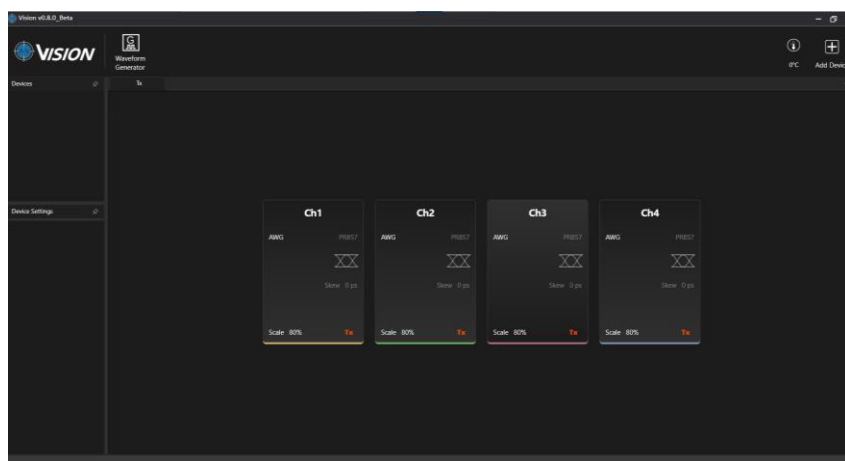 Vision v0.8.0_Beta
VISION
Waveform
Generator
0°C
Add Devic
Devices
Tx
Device Settings
Ch1
Ch2
Ch3
Ch4
AWG PRBS7
AWG PRBS7
AWG PRBS7
AWG PRBS7
Skew 0 ps
Skew 0 ps
Skew 0 ps
Skew 0 ps
Scale 80% Tx
Scale 80% Tx
Scale 80% Tx
Scale 80% Tx